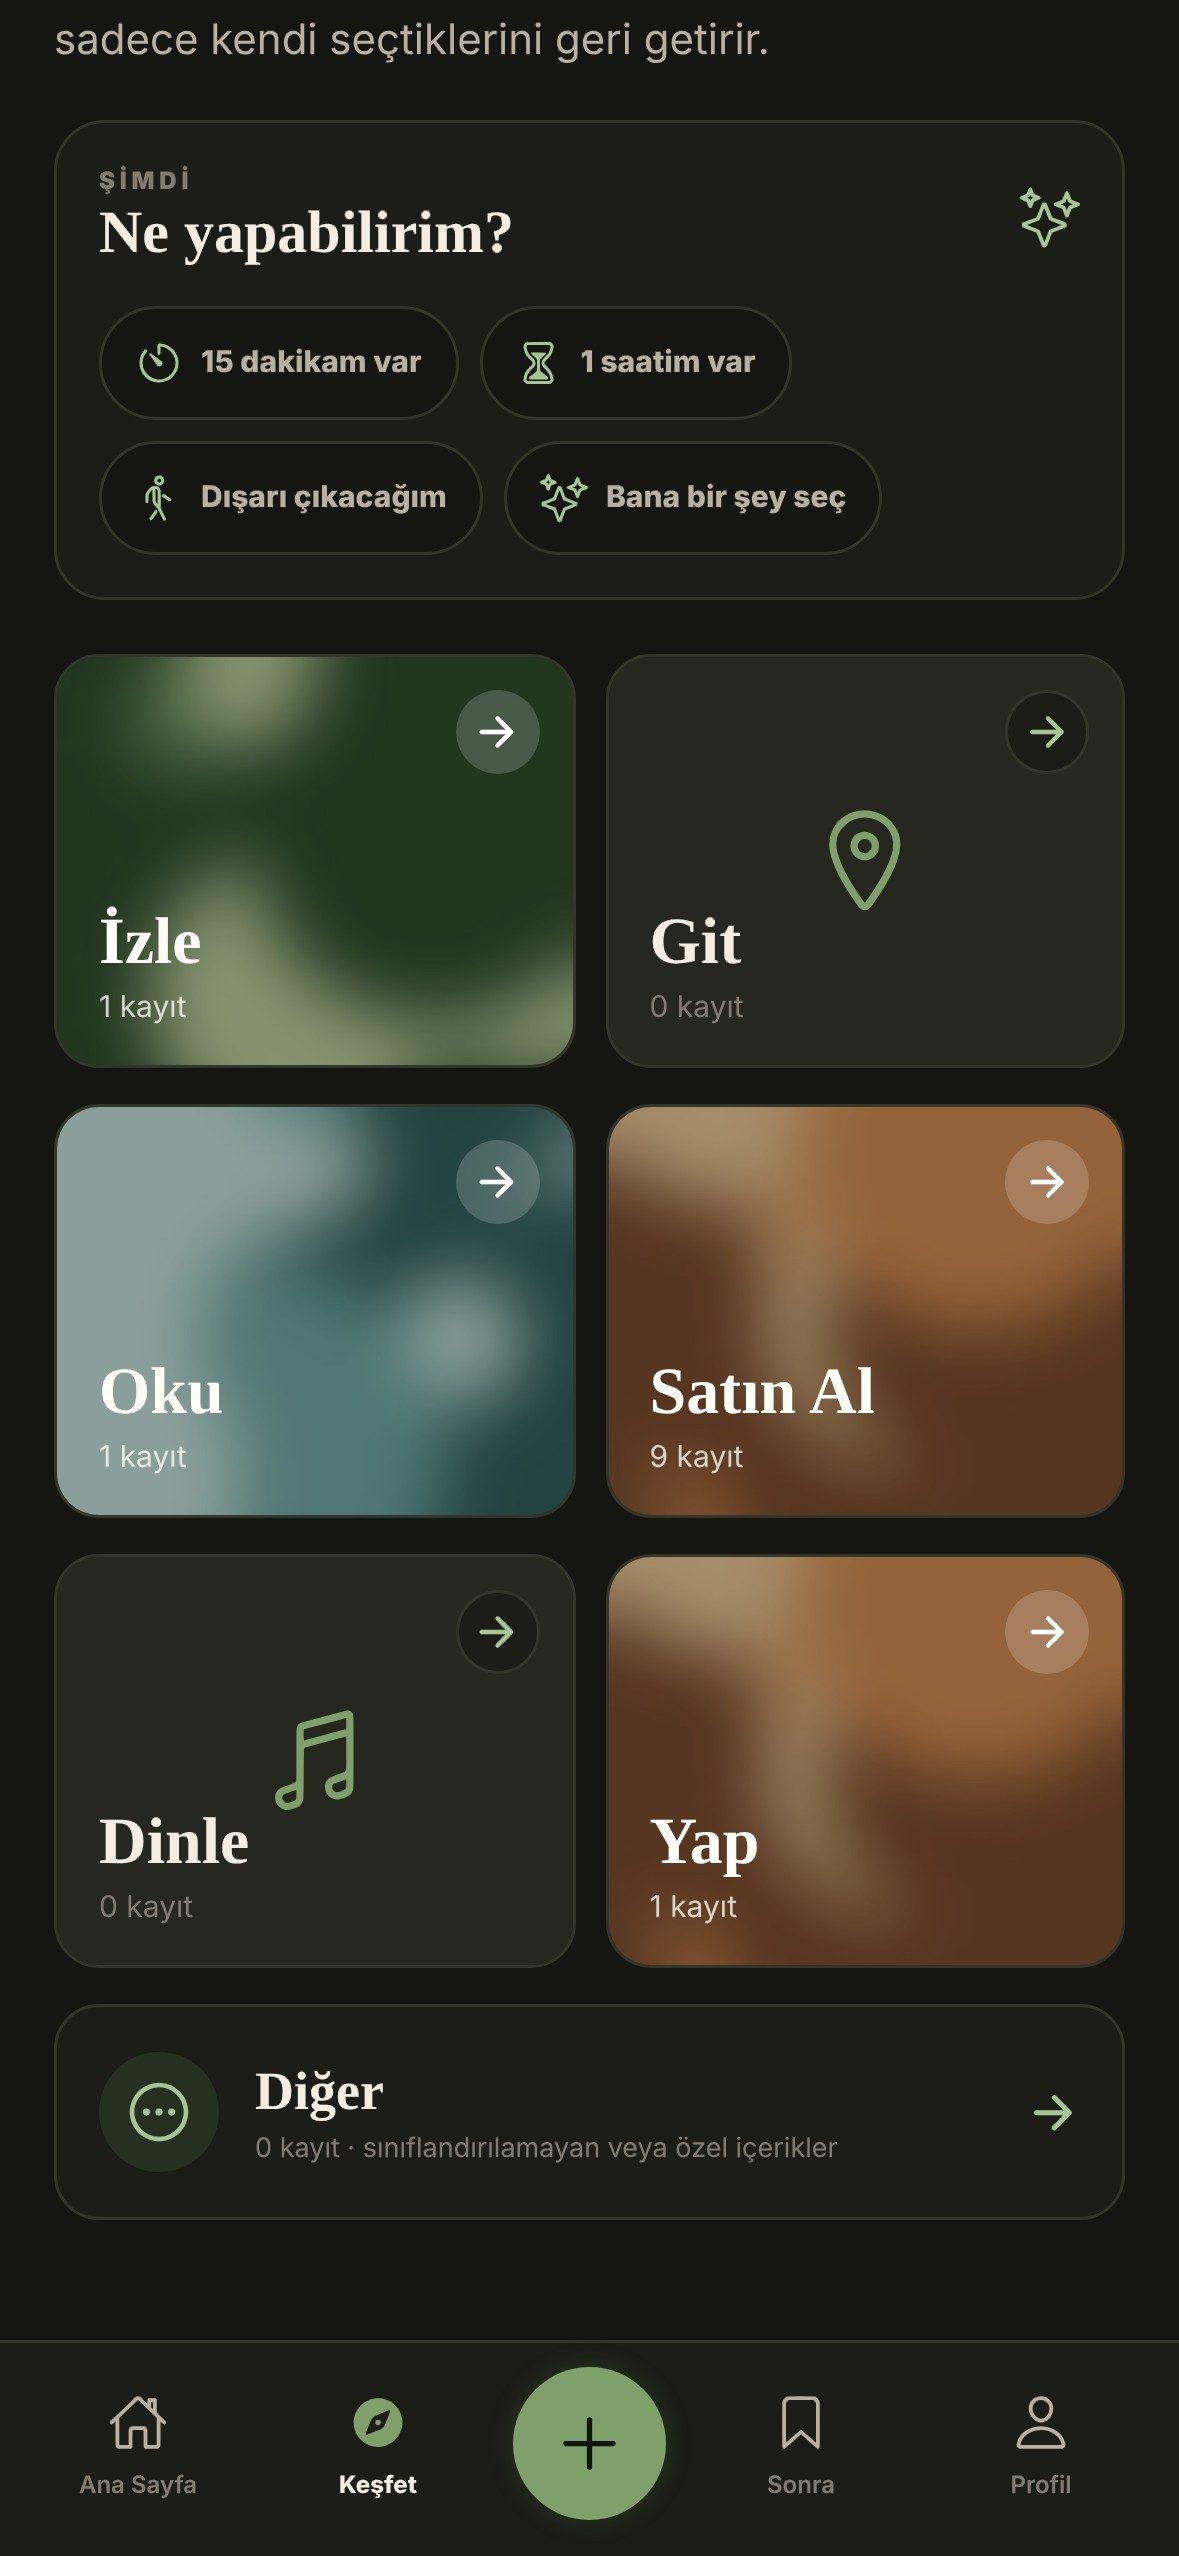 sadece kendi seçtiklerini geri getirir.
ŞİMDİ
Ne yapabilirim?
15 dakikam var
1 saatim var
Dışarı çıkacağım
Bana bir şey seç
İzle
1 kayıt
Git
0 kayıt
Oku
1 kayıt
Satın Al
9 kayıt
Dinle
0 kayıt
Yap
1 kayıt
Diğer
0 kayıt · sınıflandırılamayan veya özel içerikler
Ana Sayfa
Keşfet
Sonra
Profil